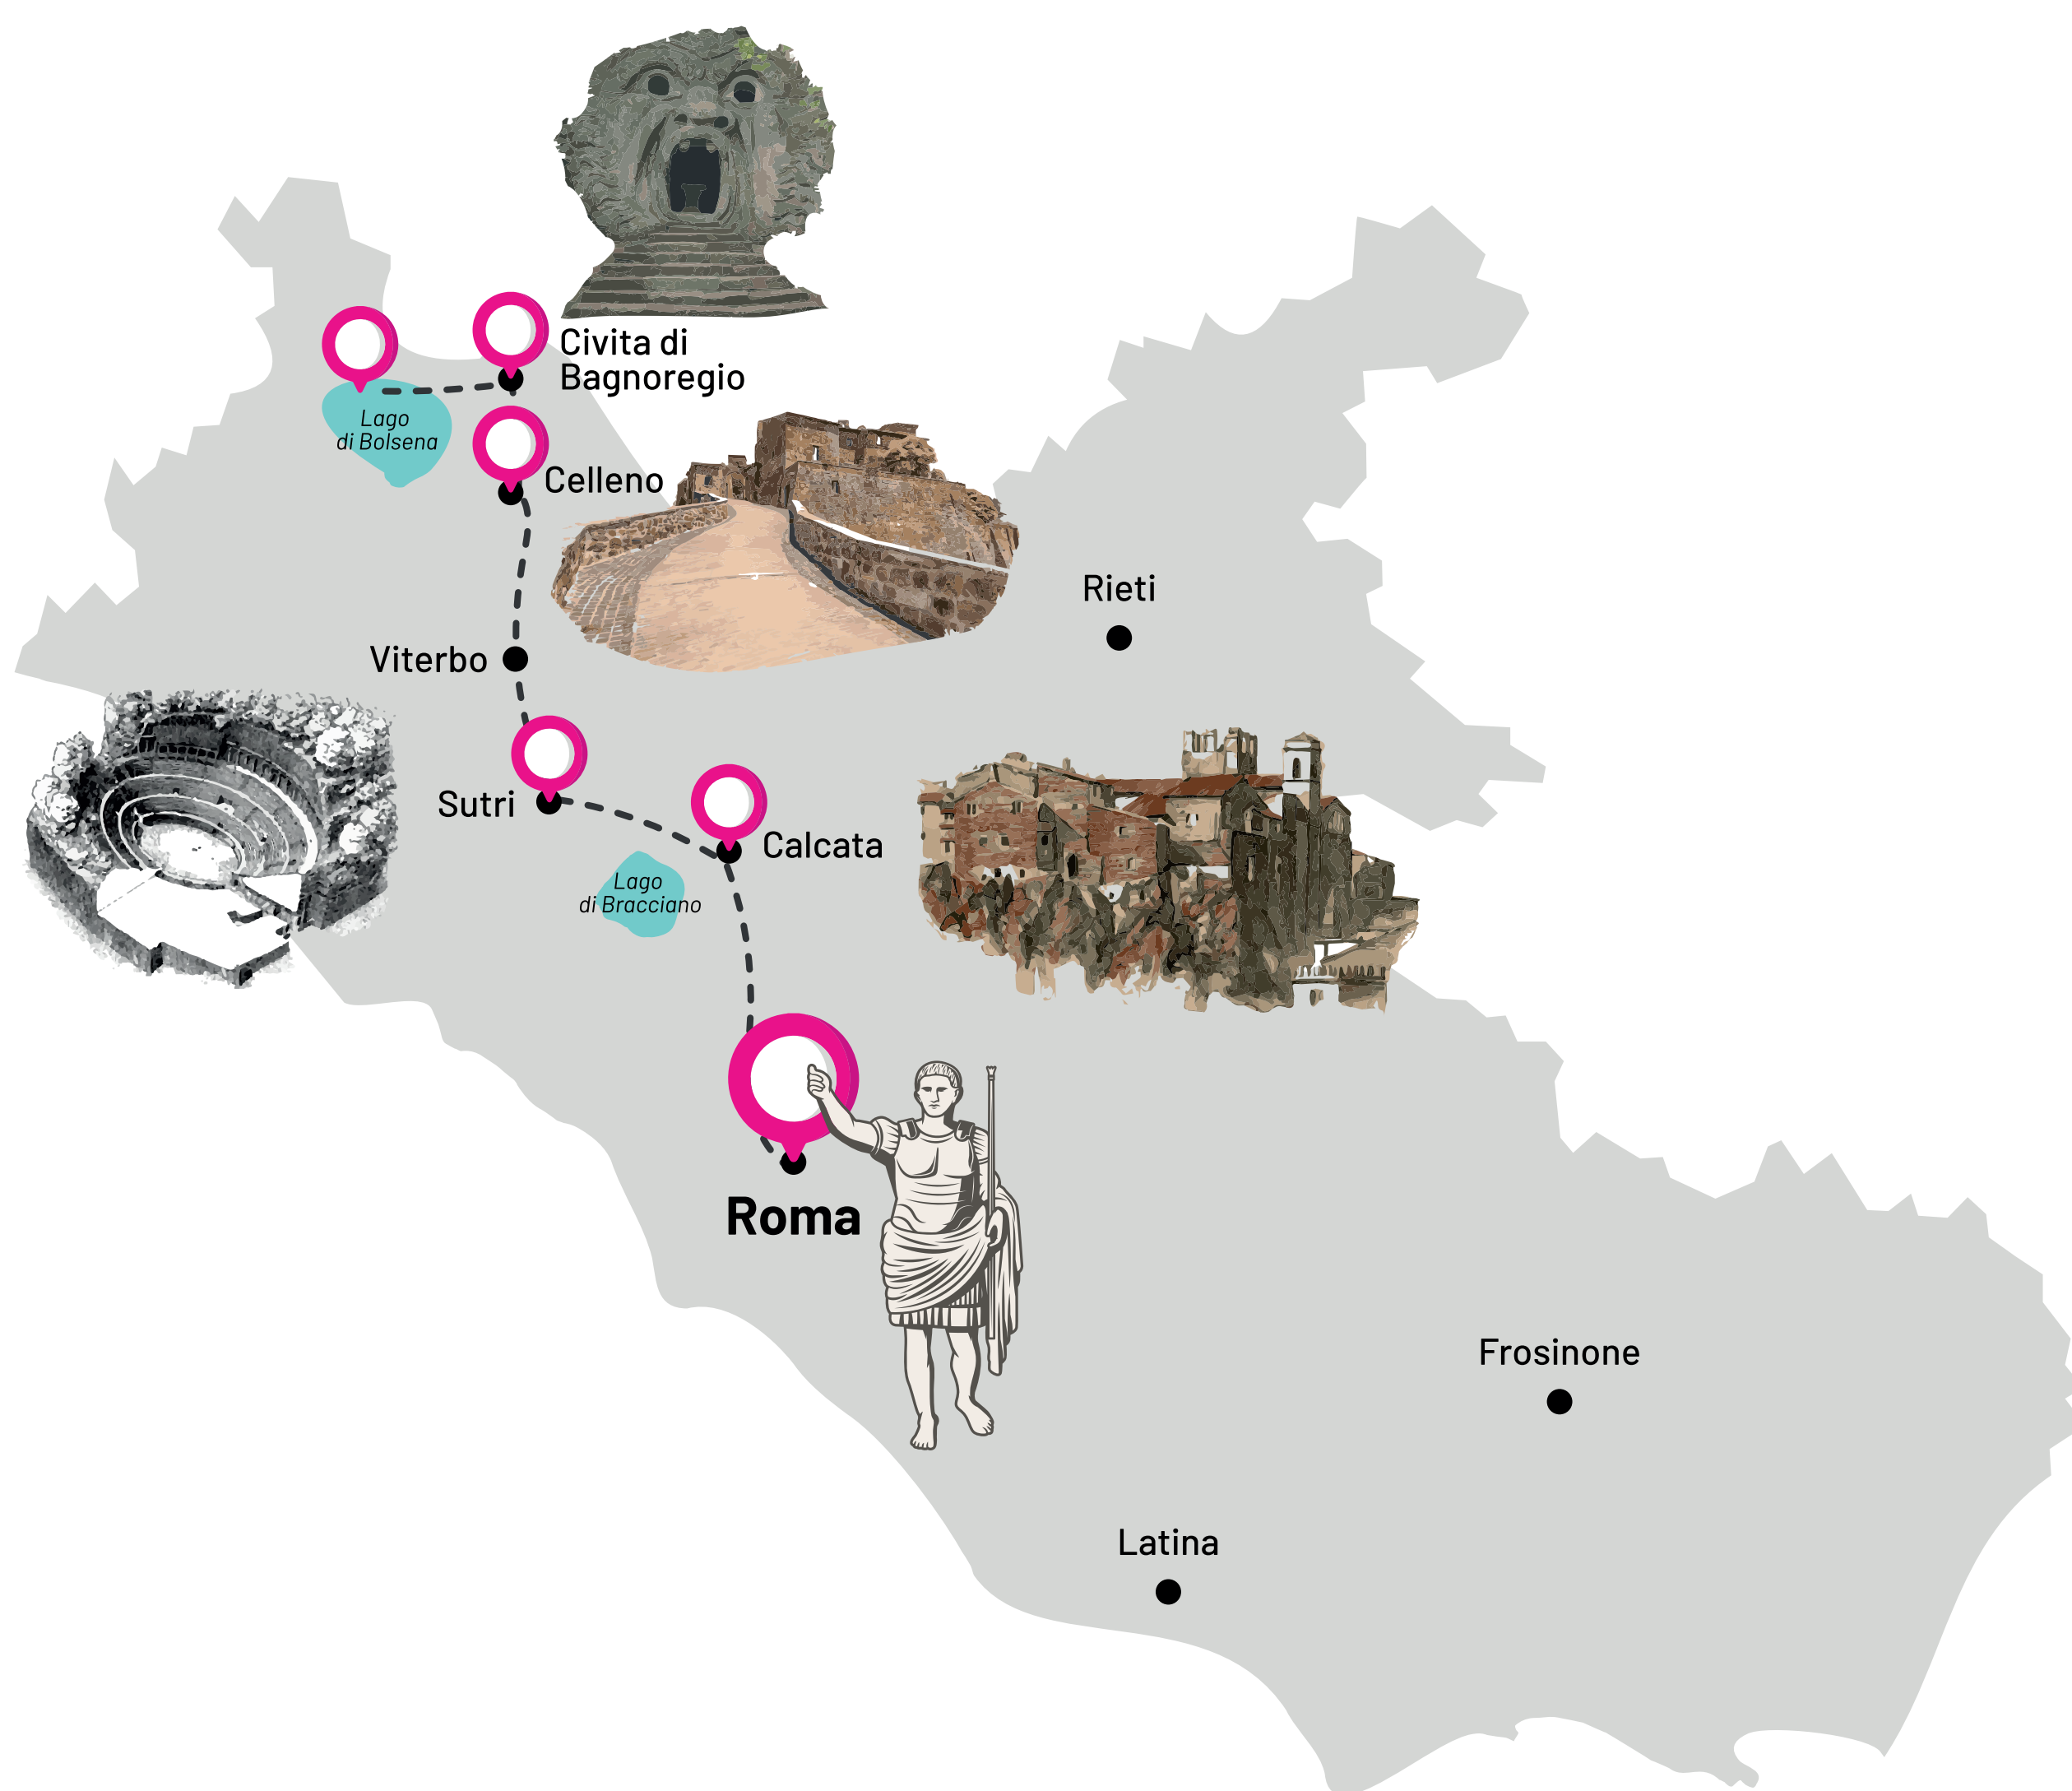 Civita di
Bagnoregio
Lago
di Bolsena
Celleno
Rieti
Viterbo
Sutri
Calcata
Lago
di Bracciano
Roma
Frosinone
Latina